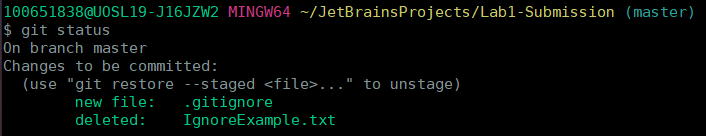 100651838@UOSL19-J16JZW2 MINGW64 ~/JetBrainsProjects/Lab1-Submission (master)
$ git status
On branch master
Changes to be committed:
  (use "git restore --staged <file>..." to unstage)
        new file:   .gitignore
        deleted:    IgnoreExample.txt